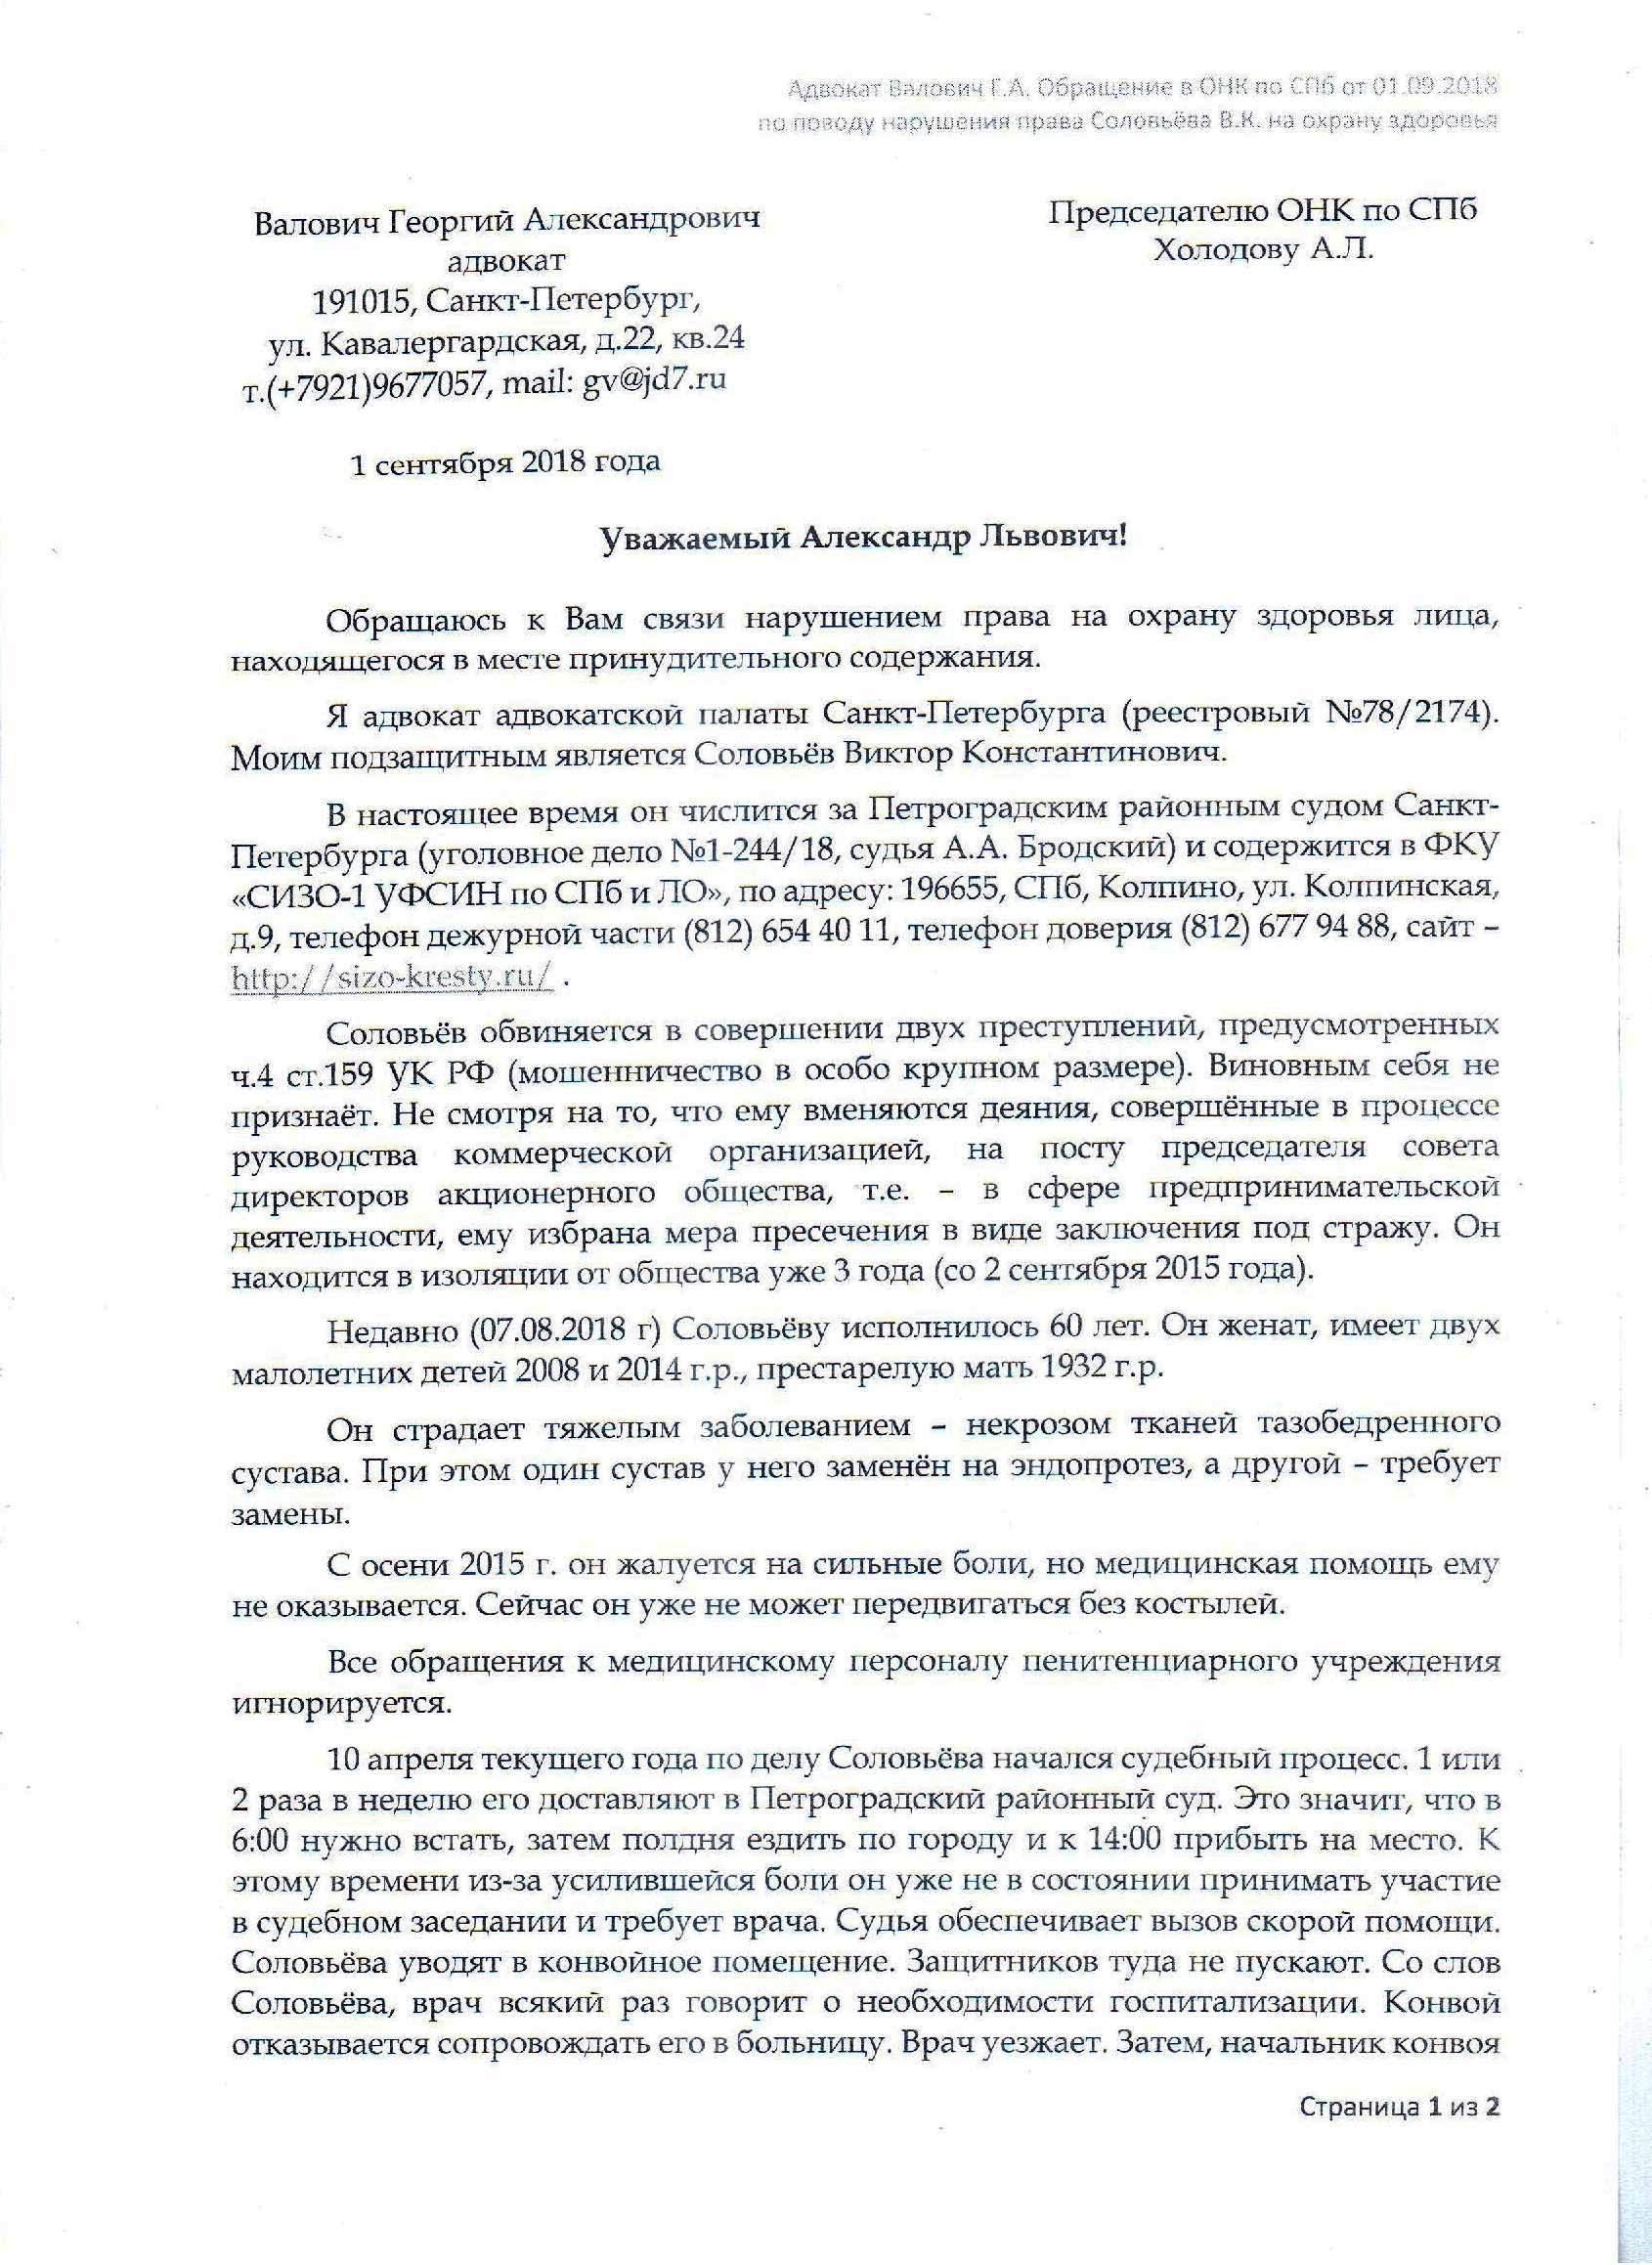 Адвокат Валович Г.А. Обращение в ОНК по СПб от 01.09.2018
по поводу нарушения права Соловьёва В.К. на охрану здоровья
Валович Георгий Александрович
адвокат
191015, Санкт-Петербург,
ул. Кавалергардская, д.22, кв.24
т.(+7921)9677057, mail: gv@jd7.ru
Председателю ОНК по СПб
Холодову А.Л.
1 сентября 2018 года
Уважаемый Александр Львович!
Обращаюсь к Вам связи нарушением права на охрану здоровья лица,
находящегося в месте принудительного содержания.
Я адвокат адвокатской палаты Санкт-Петербурга (реестровый №78/2174).
Моим подзащитным является Соловьёв Виктор Константинович.
В настоящее время он числится за Петроградским районным судом Санкт-
Петербурга (уголовное дело №1-244/18, судья А.А. Бродский) и содержится в ФКУ
«СИЗО-1 УФСИН по СПб и ЛО», по адресу: 196655, СПб, Колпино, ул. Колпинская,
д.9, телефон дежурной части (812) 654 40 11, телефон доверия (812) 677 94 88, сайт –
http://sizo-kresty.ru/ .
Соловьёв обвиняется в совершении двух преступлений, предусмотренных
ч.4 ст.159 УК РФ (мошенничество в особо крупном размере). Виновным себя не
признаёт. Не смотря на то, что ему вменяются деяния, совершённые в процессе
руководства коммерческой организацией, на посту председателя совета
директоров акционерного общества, т.е. – в сфере предпринимательской
деятельности, ему избрана мера пресечения в виде заключения под стражу. Он
находится в изоляции от общества уже 3 года (со 2 сентября 2015 года).
Недавно (07.08.2018 г) Соловьёву исполнилось 60 лет. Он женат, имеет двух
малолетних детей 2008 и 2014 г.р., престарелую мать 1932 г.р.
Он страдает тяжелым заболеванием – некрозом тканей тазобедренного
сустава. При этом один сустав у него заменён на эндопротез, а другой – требует
замены.
С осени 2015 г. он жалуется на сильные боли, но медицинская помощь ему
не оказывается. Сейчас он уже не может передвигаться без костылей.
Все обращения к медицинскому персоналу пенитенциарного учреждения
игнорируется.
10 апреля текущего года по делу Соловьёва начался судебный процесс. 1 или
2 раза в неделю его доставляют в Петроградский районный суд. Это значит, что в
6:00 нужно встать, затем полдня ездить по городу и к 14:00 прибыть на место. К
этому времени из-за усилившейся боли он уже не в состоянии принимать участие
в судебном заседании и требует врача. Судья обеспечивает вызов скорой помощи.
Соловьёва уводят в конвойное помещение. Защитников туда не пускают. Со слов
Соловьёва, врач всякий раз говорит о необходимости госпитализации. Конвой
отказывается сопровождать его в больницу. Врач уезжает. Затем, начальник конвоя
Страница 1 из 2